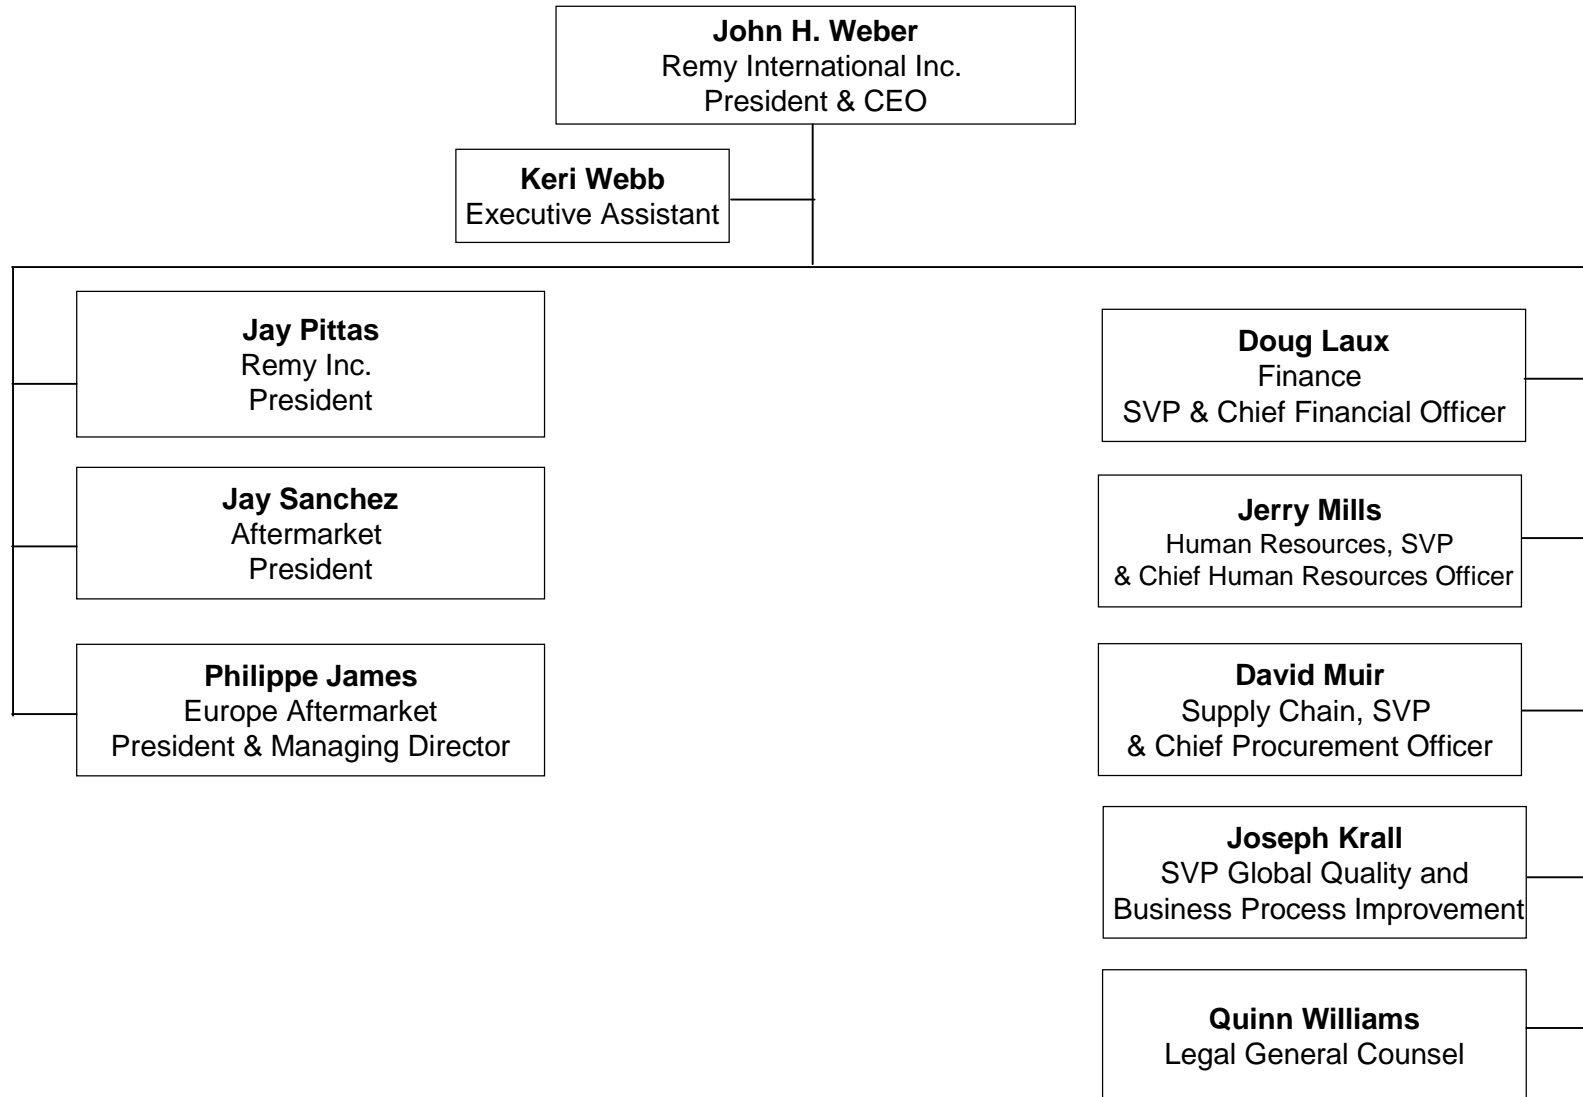 John H. Weber
Remy International Inc.
President & CEO
Keri Webb
Executive Assistant
Jay Pittas
Remy Inc.
President
Jay Sanchez
Aftermarket
President
Philippe James
Europe Aftermarket
President & Managing Director
Doug Laux
Finance
SVP & Chief Financial Officer
Jerry Mills
Human Resources, SVP
& Chief Human Resources Officer
David Muir
Supply Chain, SVP
& Chief Procurement Officer
Joseph Krall
SVP Global Quality and
Business Process Improvement
Quinn Williams
Legal General Counsel